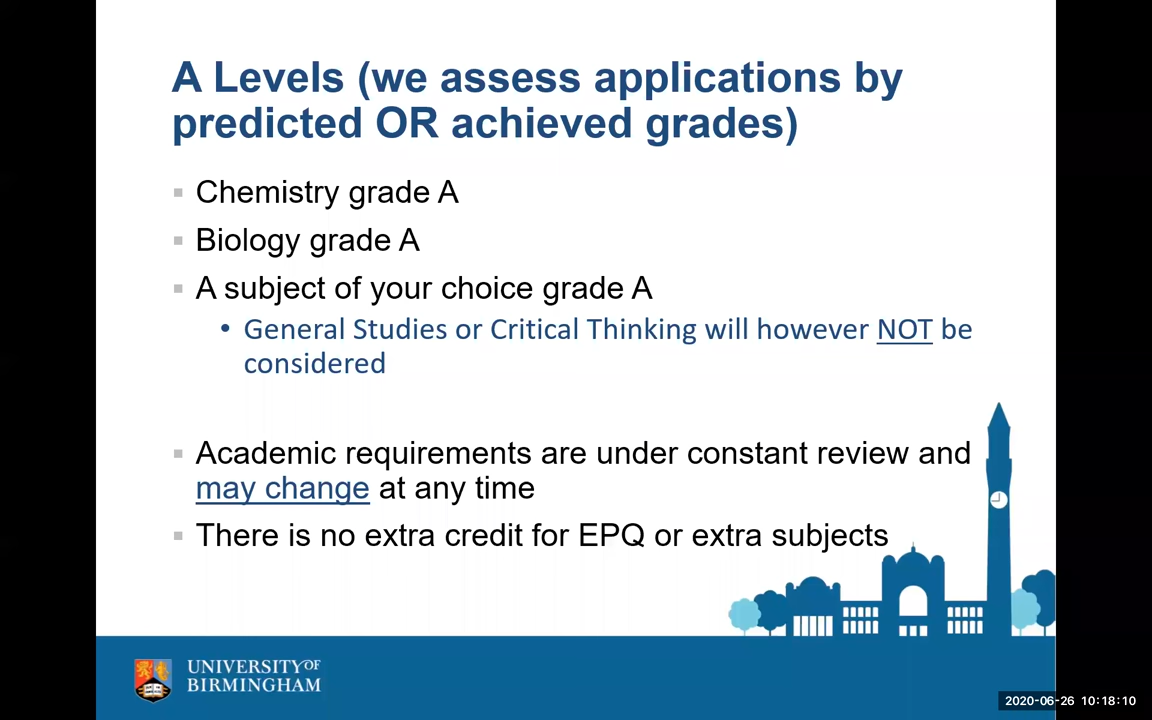 A Levels (we assess applications by
predicted OR achieved grades)
Chemistry grade A
Biology grade A
A subject of your choice grade A
General Studies or Critical Thinking will however NOT be
considered
Academic requirements are under constant review and
may change at any time
There is no extra credit for EPQ or extra subjects
UNIVERSITY OF
BIRMINGHAM
2020-06-26 10:18:10